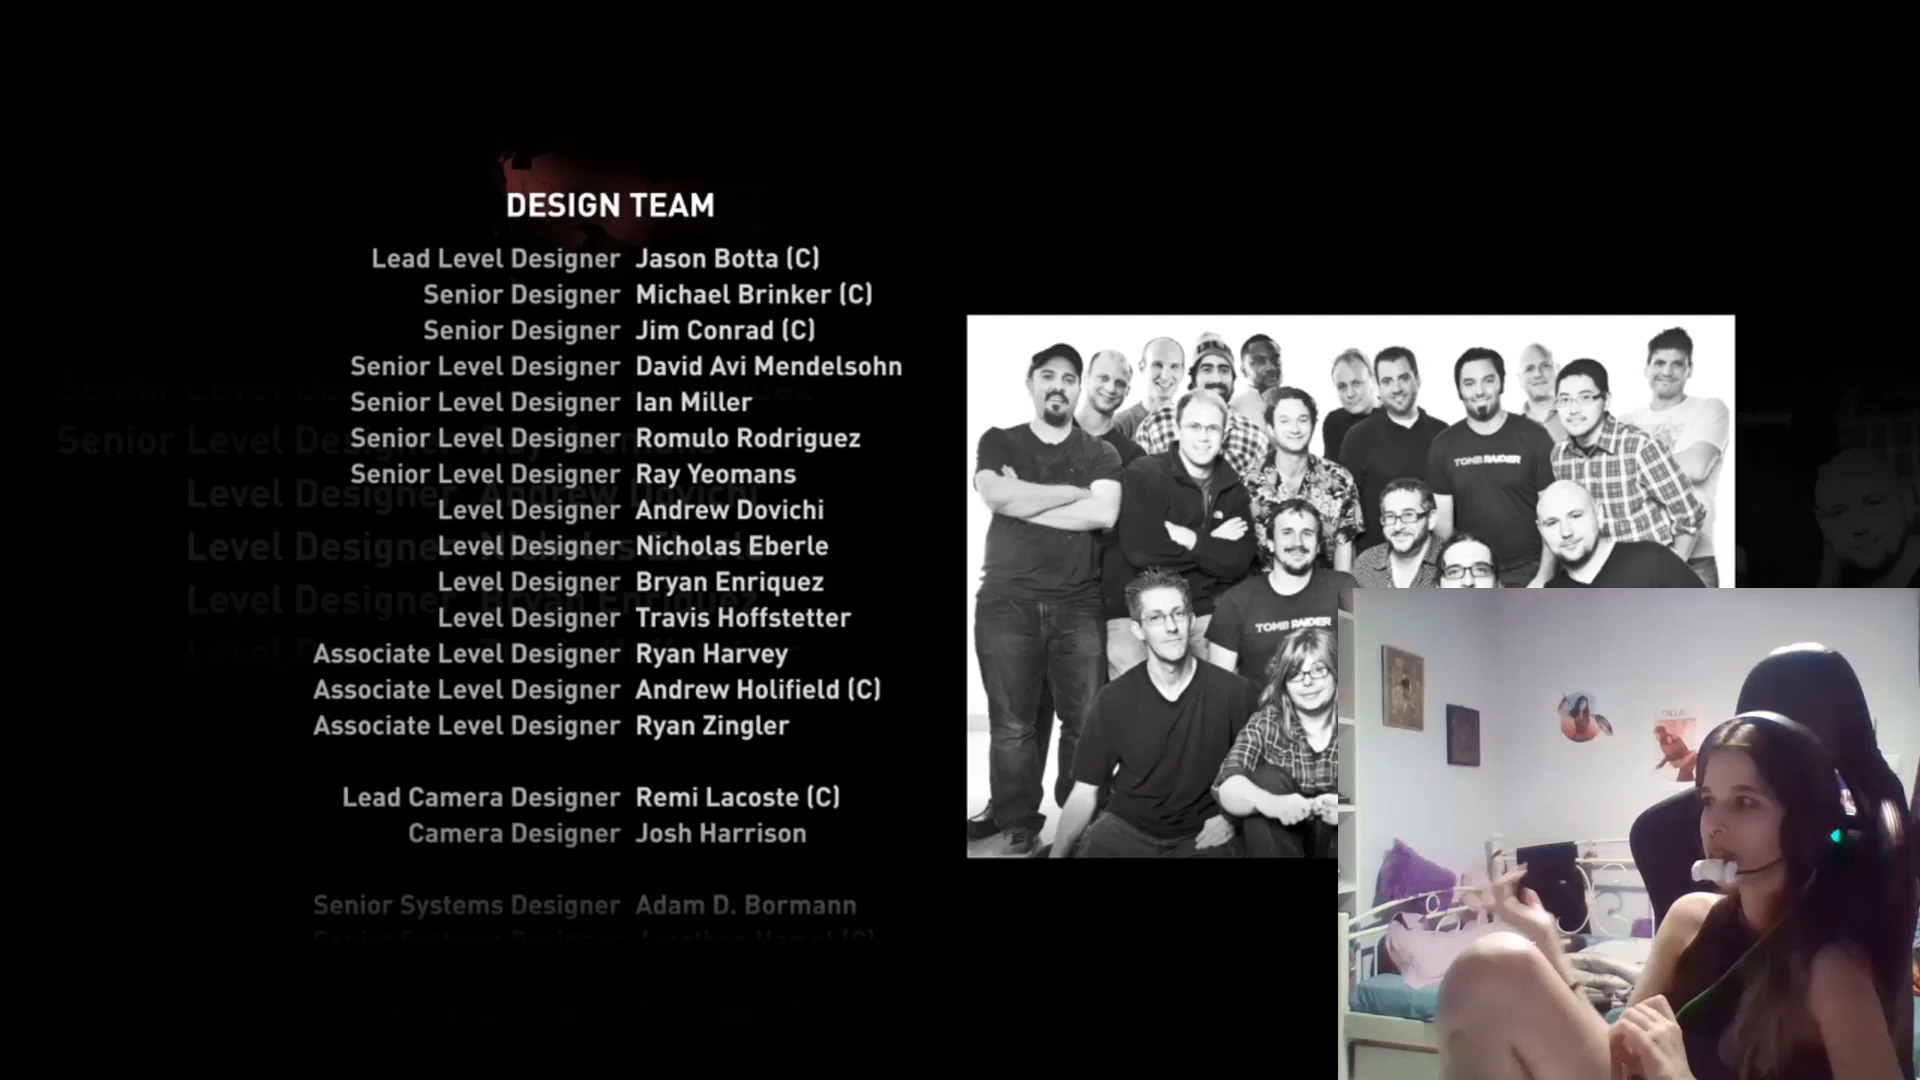 DESIGN TEAM
Lead Level Designer Jason Botta (C)
Senior Designer Michael Brinker (C)
Senior Designer Jim Conrad (C)
Senior Level Designer David Avi Mendelsohn
Senior Level Designer Ian Miller
Senior Level Designer Romulo Rodriguez
Senior Level Designer Ray Yeomans
Level Designer Andrew Dovichi
Level Designer Nicholas Eberle
Level Designer Bryan Enriquez
Level Designer Travis Hoffstetter
Associate Level Designer Ryan Harvey
Associate Level Designer Andrew Holifield (C)
Associate Level Designer Ryan Zingler
Lead Camera Designer Remi Lacoste (C)
Camera Designer Josh Harrison
Senior Systems Designer Adam D. Bormann
TOMB RAIDER
TOMB RAIDER